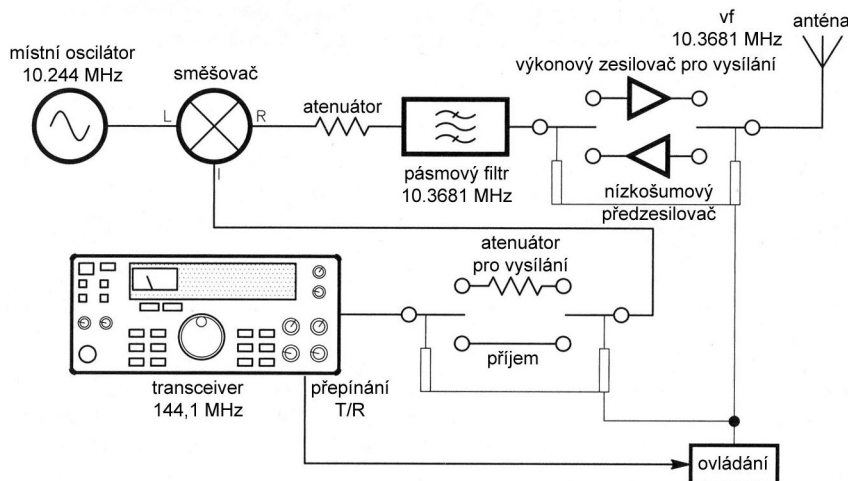 místní oscilátor
10.244 MHz
směšovač
L
R
I
atenuátor
pásmový filtr
10.3681 MHz
vf
10.3681 MHz
anténa
výkonový zesilovač pro vysílání
nízkošumový
předzesilovač
atenuátor
pro vysílání
příjem
transceiver
144,1 MHz
přepínání
T/R
ovládání